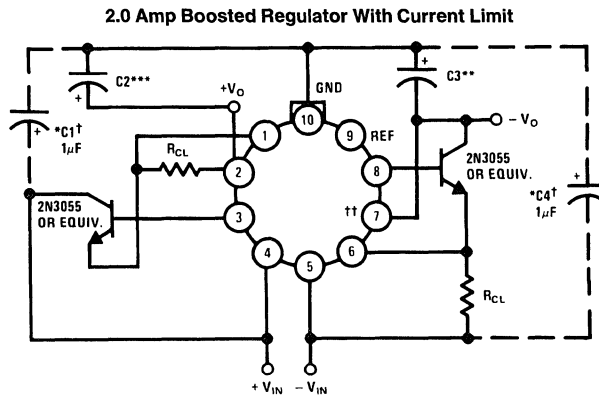 2.0 Amp Boosted Regulator With Current Limit
C2***
+VO
GND
C3**
*C1†
1µF
RCL
1
10
9
REF
- VO
2
8
2N3055
OR EQUIV.
2N3055
OR EQUIV.
3
††
7
*C4†
1µF
4
5
6
RCL
+ VIN
- VIN
+
+
+
+